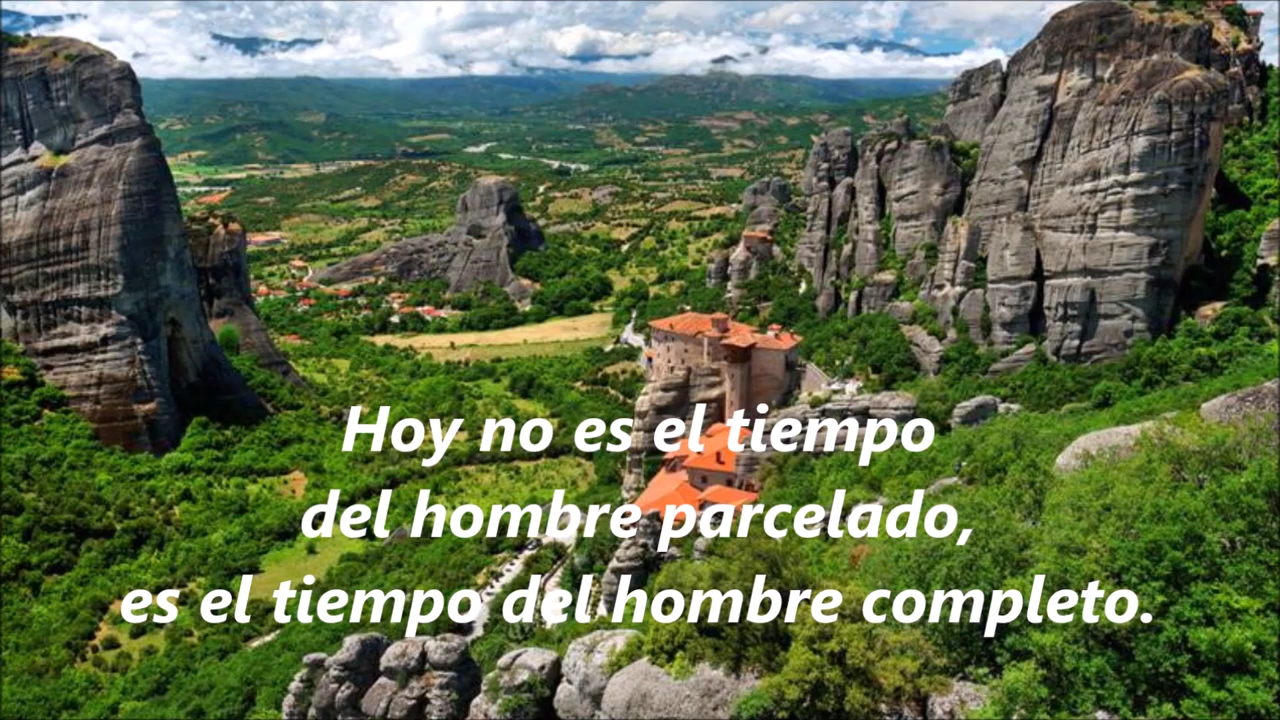 Hoy no es el tiempo
del hombre parcelado,
es el tiempo del hombre completo.